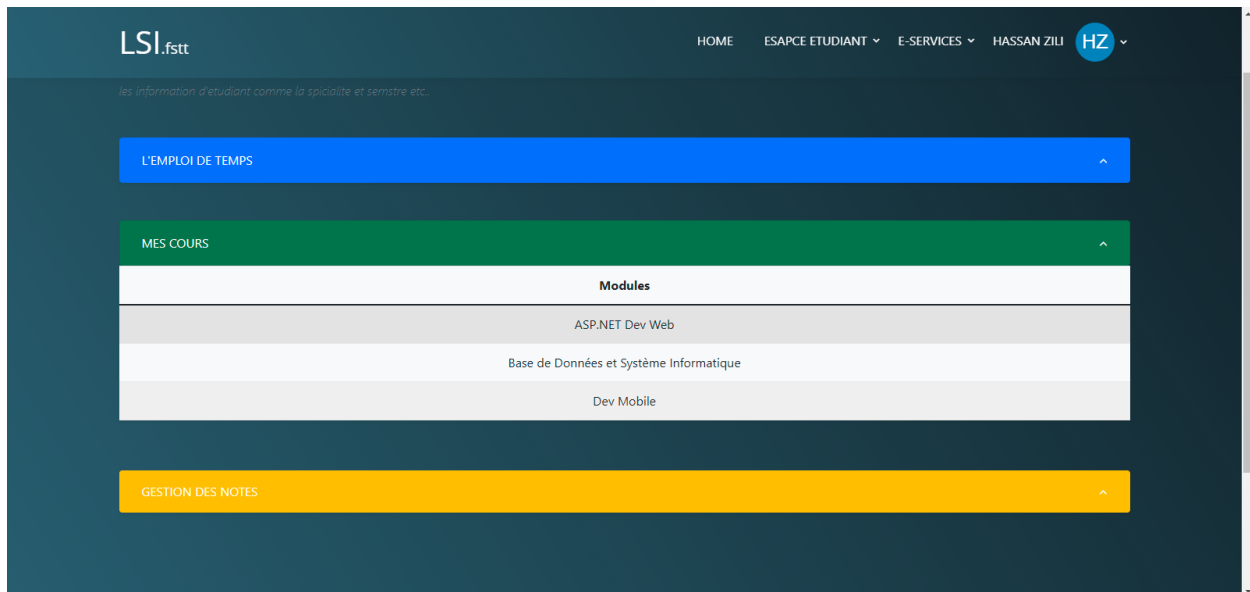 LSI.fstt
HOME ESAPCE ETUDIANT E-SERVICES HASSAN ZILI HZ
les information d'etudiant comme la spicialite et semstre etc..
L'EMPLOI DE TEMPS
MES COURS
Modules
ASP.NET Dev Web
Base de Données et Système Informatique
Dev Mobile
GESTION DES NOTES